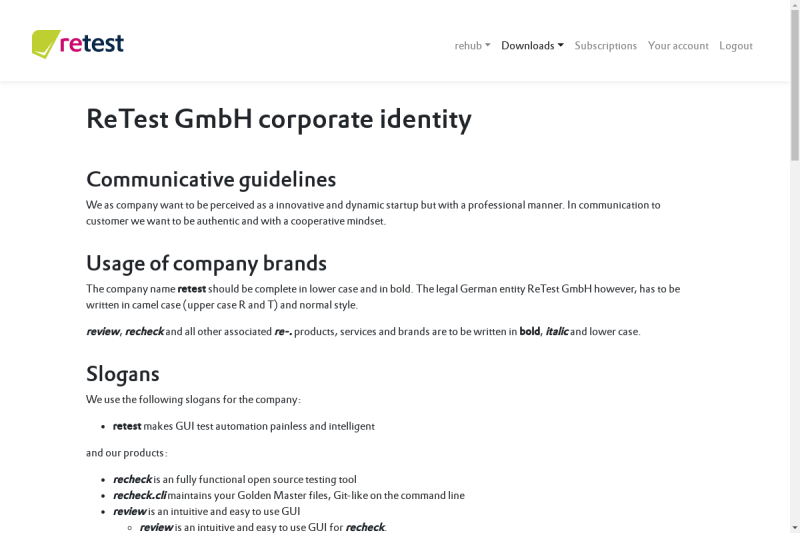 retest
rehub
Downloads
Subscriptions
Your account
Logout
ReTest GmbH corporate identity
Communicative guidelines
We as company want to be perceived as a innovative and dynamic startup but with a professional manner. In communication to
customer we want to be authentic and with a cooperative mindset.
Usage of company brands
The company name retest should be complete in lower case and in bold. The legal German entity ReTest GmbH however, has to be
written in camel case (upper case R and T) and normal style.
review, recheck and all other associated re-. products, services and brands are to be written in bold, italic and lower case.
Slogans
We use the following slogans for the company:
retest makes GUI test automation painless and intelligent
and our products:
recheck is an fully functional open source testing tool
recheck.cli maintains your Golden Master files, Git-like on the command line
review is an intuitive and easy to use GUI
review is an intuitive and easy to use GUI for recheck.